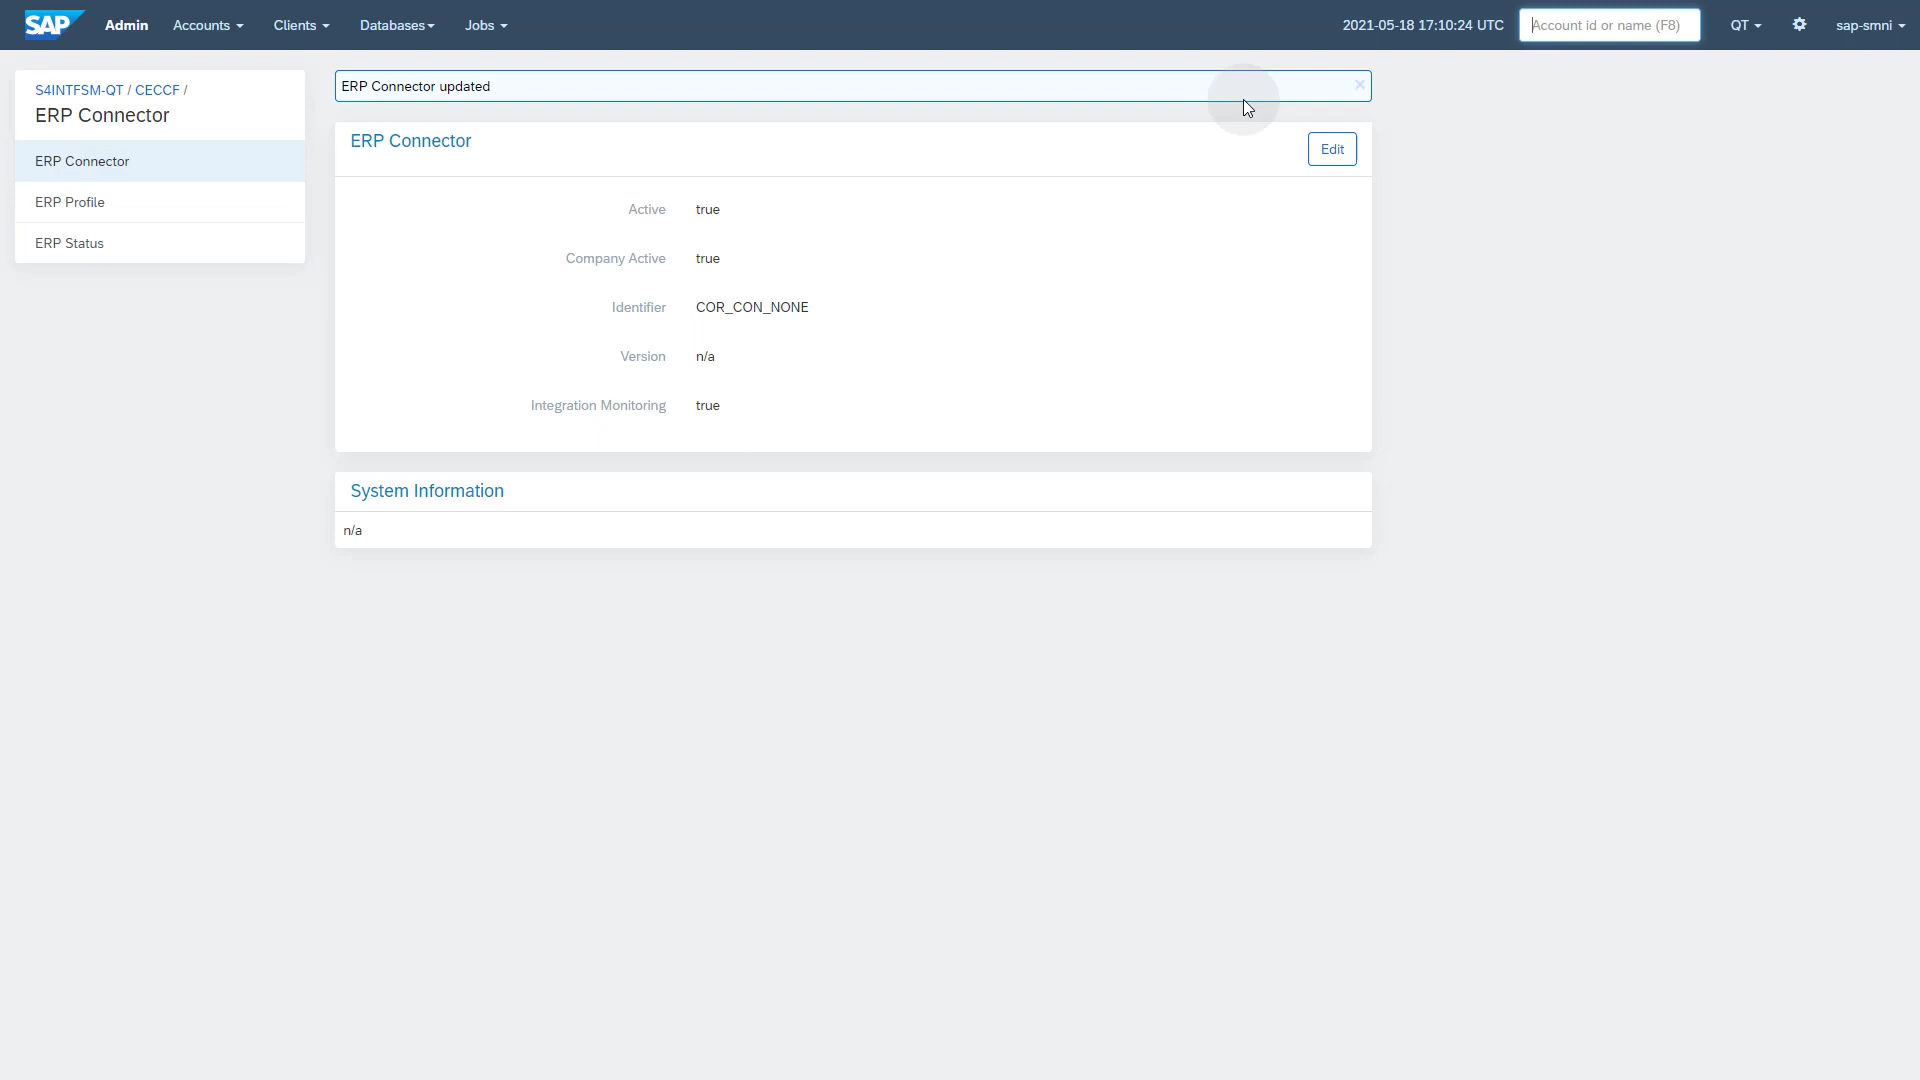 SAP Admin Accounts Clients Databases Jobs 2021-05-18 17:10:24 UTC Account id or name (F8) QT sap-smni
S4INTFSM-QT / CECCF /
ERP Connector
ERP Connector
ERP Profile
ERP Status
ERP Connector updated ×
ERP Connector Edit
Active true
Company Active true
Identifier COR_CON_NONE
Version n/a
Integration Monitoring true
System Information
n/a